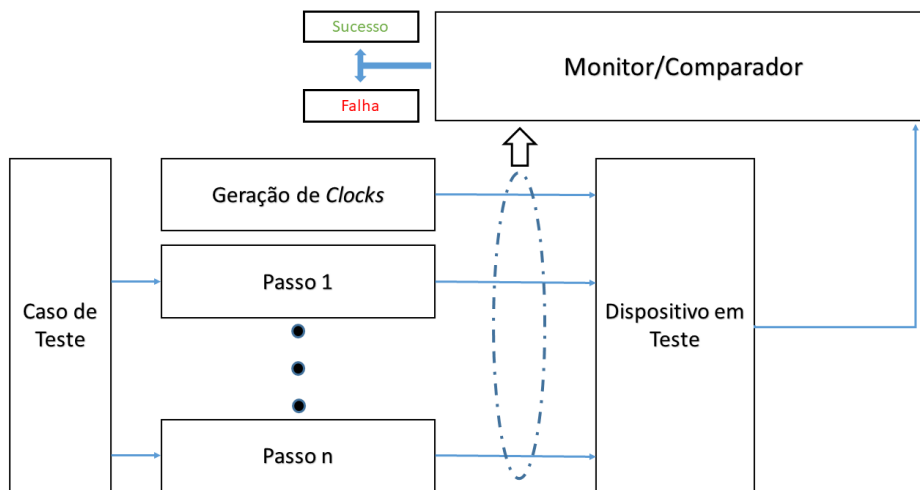 Sucesso
Monitor/Comparador
Falha
Geração de Clocks
Passo 1
Caso de
Teste
Dispositivo em
Teste
Passo n